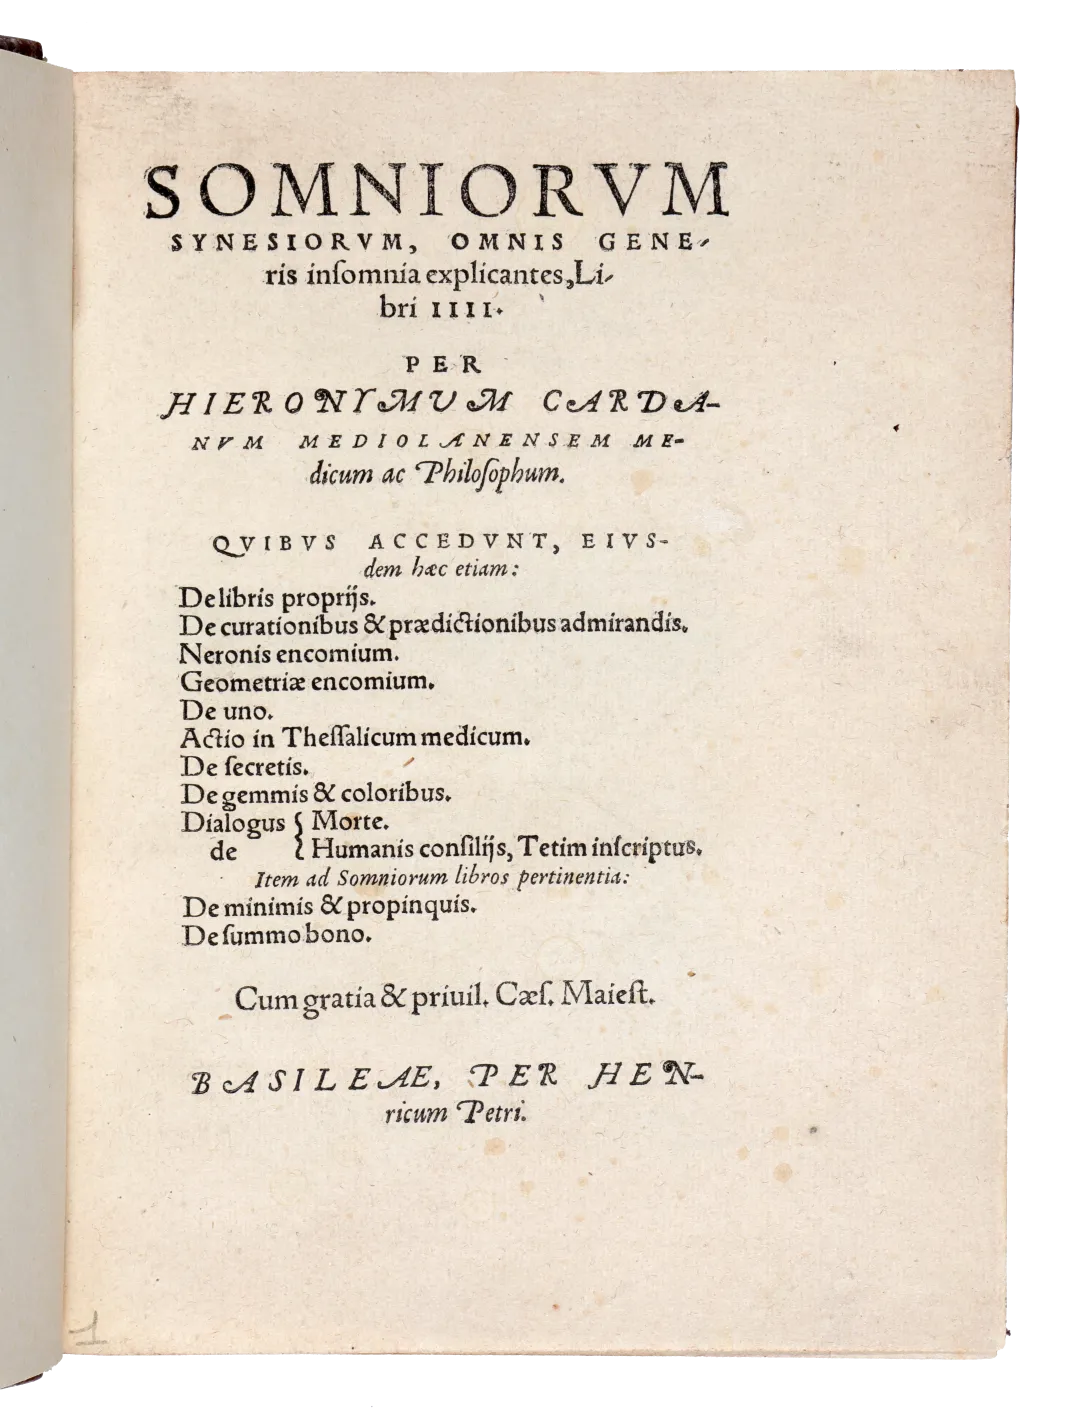 SOMNIORVM
SYNESIORVM, OMNIS GENE-
ris inſomnia explicantes, Li-
bri IIII.
PER
HIERONYMVM CARDA-
NVM MEDIOLANENSEM ME-
dicum ac Philoſophum.
QVIBVS ACCEDVNT, EIVS-
dem hæc etiam:
De libris proprijs.
De curationibus & prædictionibus admirandis.
Neronis encomium.
Geometriæ encomium.
De uno.
Actio in Theſſalicum medicum.
De ſecretis.
De gemmis & coloribus.
Dialogus { Morte.
de { Humanis conſilijs, Tetim inſcriptus.
Item ad Somniorum libros pertinentia:
De minimis & propinquis.
De ſummo bono.
Cum gratia & priuil. Cæſ. Maieſt.
BASILEAE, PER HEN-
ricum Petri.
1